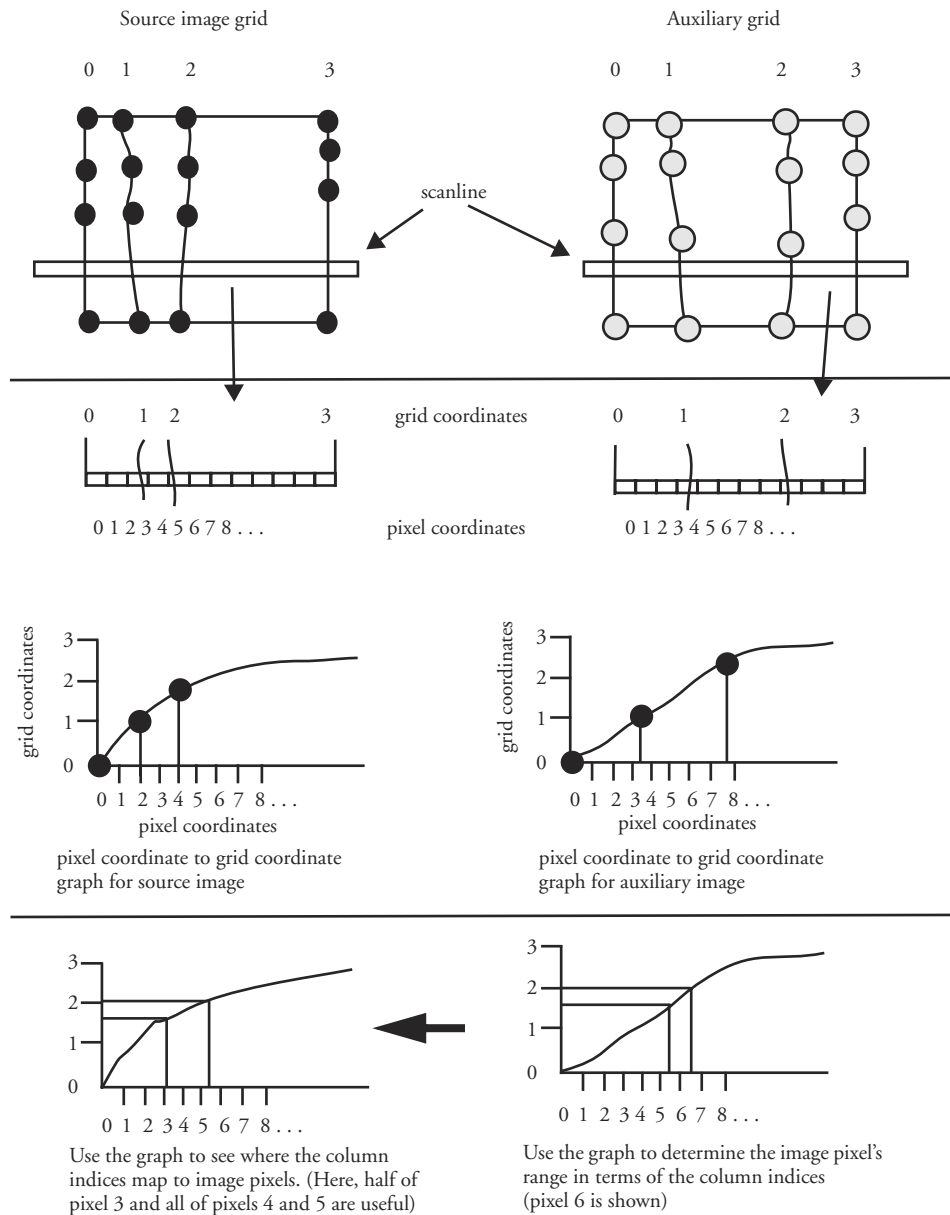 Source image grid
Auxiliary grid
0 1 2 3
0 1 2 3
scanline
0 1 2 3
grid coordinates
0 1 2 3
0 1 2 3 4 5 6 7 8 . . .
pixel coordinates
0 1 2 3 4 5 6 7 8 . . .
grid coordinates
3
2
1
0
0 1 2 3 4 5 6 7 8 . . .
pixel coordinates
pixel coordinate to grid coordinate
graph for source image
grid coordinates
3
2
1
0
0 1 2 3 4 5 6 7 8 . . .
pixel coordinates
pixel coordinate to grid coordinate
graph for auxiliary image
3
2
1
0
0 1 2 3 4 5 6 7 8 . . .
Use the graph to see where the column
indices map to image pixels. (Here, half of
pixel 3 and all of pixels 4 and 5 are useful)
3
2
1
0
0 1 2 3 4 5 6 7 8 . . .
Use the graph to determine the image pixel's
range in terms of the column indices
(pixel 6 is shown)